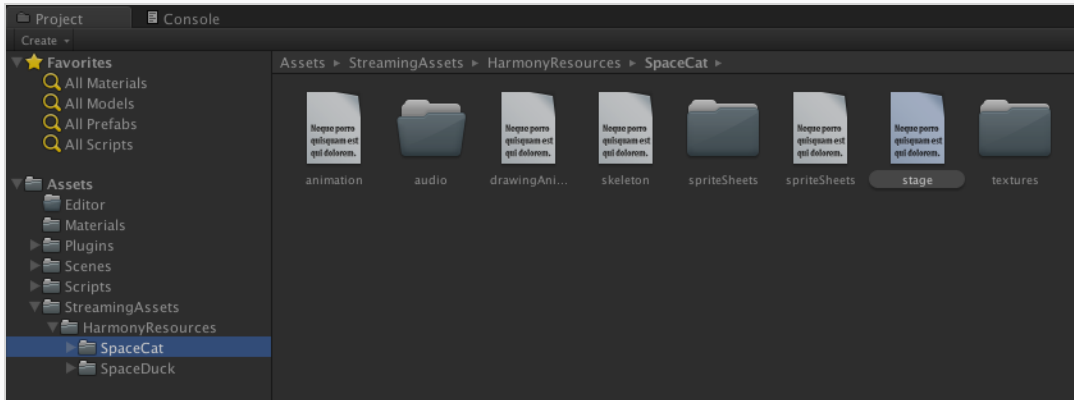 Project
Console
Create
Favorites
All Materials
All Models
All Prefabs
All Scripts
Assets
Editor
Materials
Plugins
Scenes
Scripts
StreamingAssets
HarmonyResources
SpaceCat
SpaceDuck
Assets ▸ StreamingAssets ▸ HarmonyResources ▸ SpaceCat ▸
Neque porro
quisquam est
qui dolorem.
animation
audio
Neque porro
quisquam est
qui dolorem.
drawingAni...
Neque porro
quisquam est
qui dolorem.
skeleton
spriteSheets
Neque porro
quisquam est
qui dolorem.
spriteSheets
Neque porro
quisquam est
qui dolorem.
stage
textures